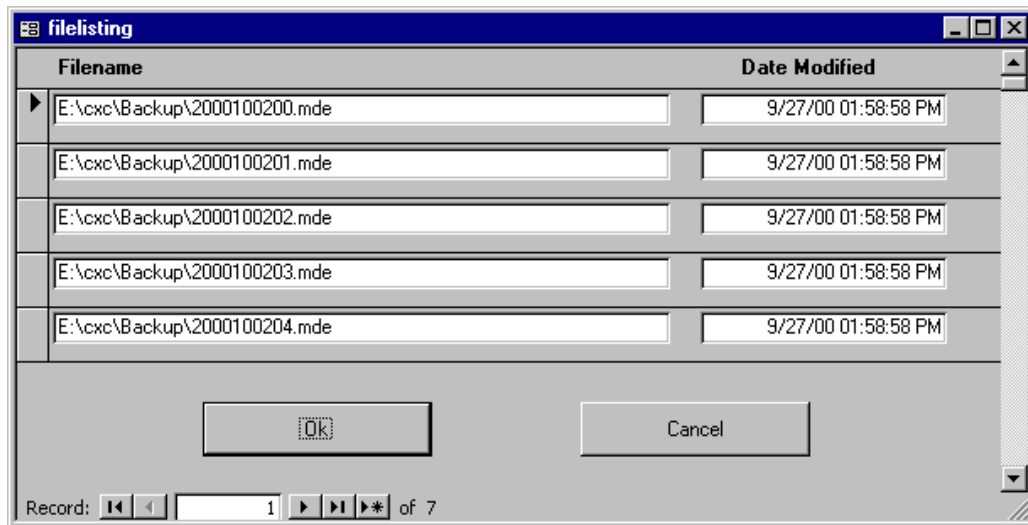 filelisting
Filename Date Modified
E:\cxc\Backup\2000100200.mde 9/27/00 01:58:58 PM
E:\cxc\Backup\2000100201.mde 9/27/00 01:58:58 PM
E:\cxc\Backup\2000100202.mde 9/27/00 01:58:58 PM
E:\cxc\Backup\2000100203.mde 9/27/00 01:58:58 PM
E:\cxc\Backup\2000100204.mde 9/27/00 01:58:58 PM
Ok Cancel
Record: 1 of 7